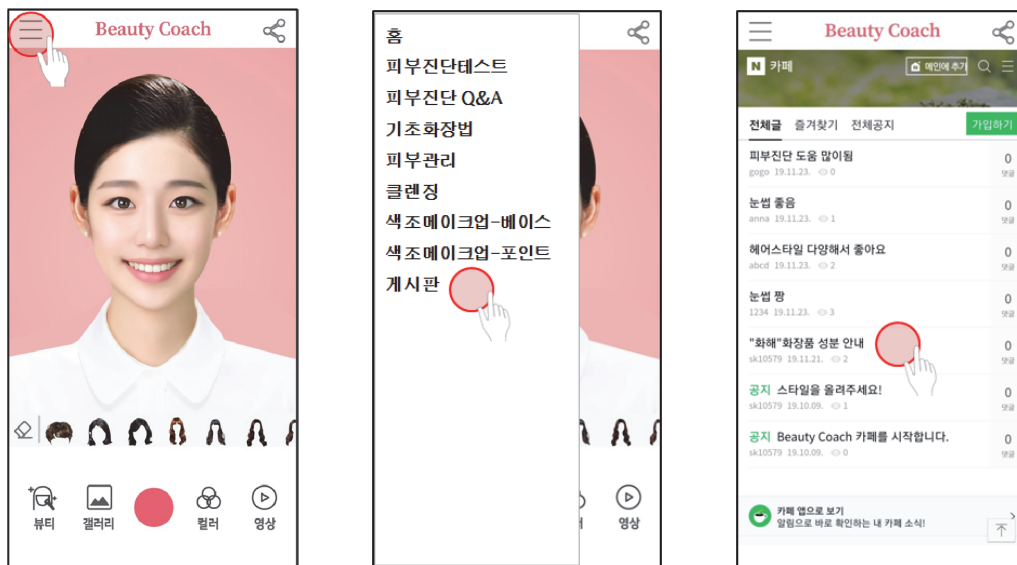 Beauty Coach
뷰티
갤러리
컬러
영상
홈
피부진단테스트
피부진단 Q&A
기초화장법
피부관리
클렌징
색조메이크업-베이스
색조메이크업-포인트
게시판
영상
Beauty Coach
N 카페
메인에 추가
전체글 즐겨찾기 전체공지 가입하기
피부진단 도움 많이됨 0
gogo 19.11.23. 0 댓글
눈썹 좋음 0
anna 19.11.23. 1 댓글
헤어스타일 다양해서 좋아요 0
abcd 19.11.23. 2 댓글
눈썹 짱 0
1234 19.11.23. 3 댓글
"화해"화장품 성분 안내 0
sk10579 19.11.21. 2 댓글
공지 스타일을 올려주세요! 0
sk10579 19.10.09. 1 댓글
공지 Beauty Coach 카페를 시작합니다. 0
sk10579 19.10.09. 0 댓글
카페 앱으로 보기
알림으로 바로 확인하는 내 카페 소식!